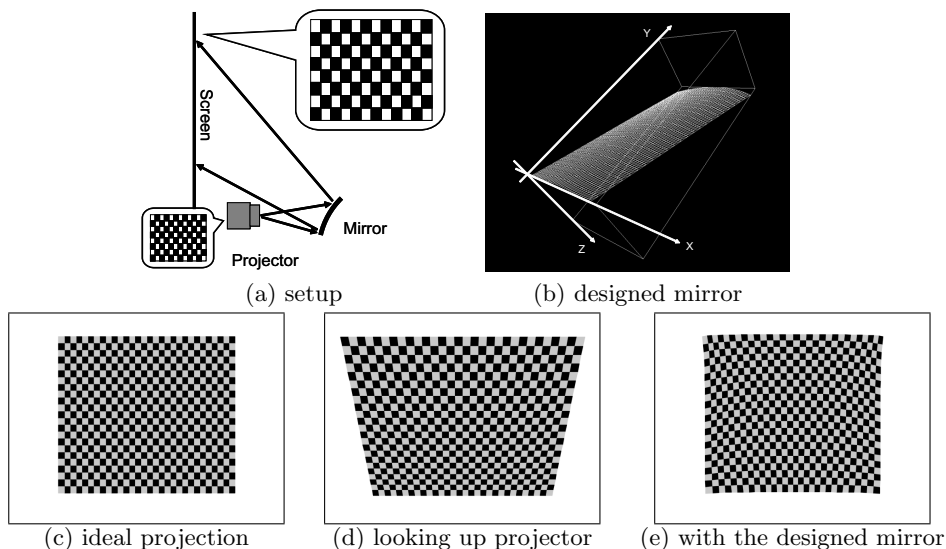 Screen
Mirror
Projector
Y
X
Z
(a) setup
(b) designed mirror
(c) ideal projection
(d) looking up projector
(e) with the designed mirror